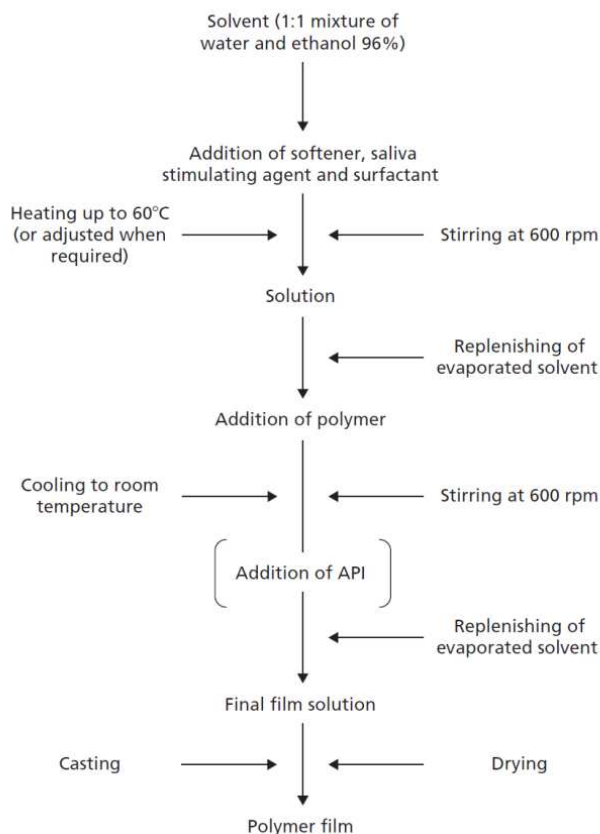 Solvent (1:1 mixture of
water and ethanol 96%)
Addition of softener, saliva
stimulating agent and surfactant
Heating up to 60°C
(or adjusted when
required)
Stirring at 600 rpm
Solution
Replenishing of
evaporated solvent
Addition of polymer
Cooling to room
temperature
Stirring at 600 rpm
Addition of API
Replenishing of
evaporated solvent
Final film solution
Casting
Drying
Polymer film